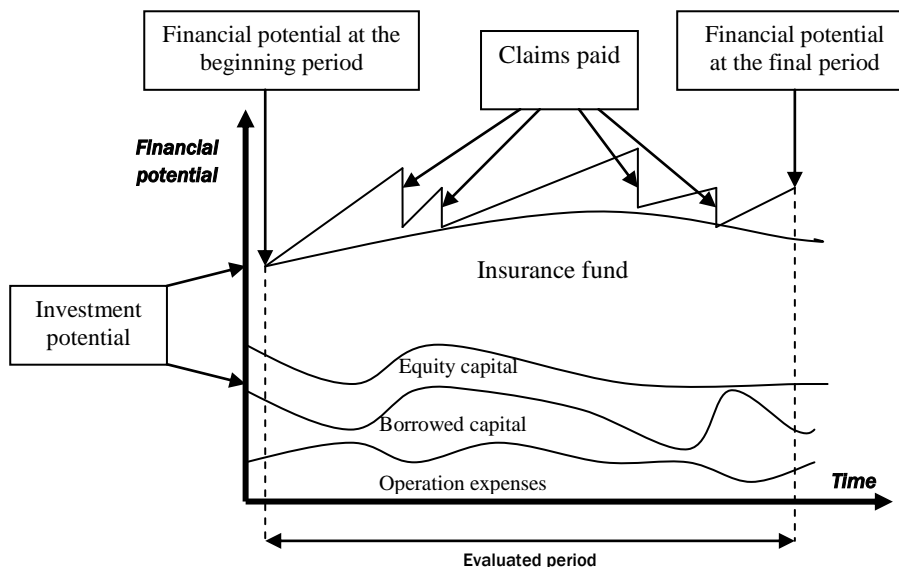 Financial potential at the
beginning period
Claims paid
Financial potential
at the final period
Financial
potential
Insurance fund
Investment
potential
Equity capital
Borrowed capital
Operation expenses
Time
Evaluated period